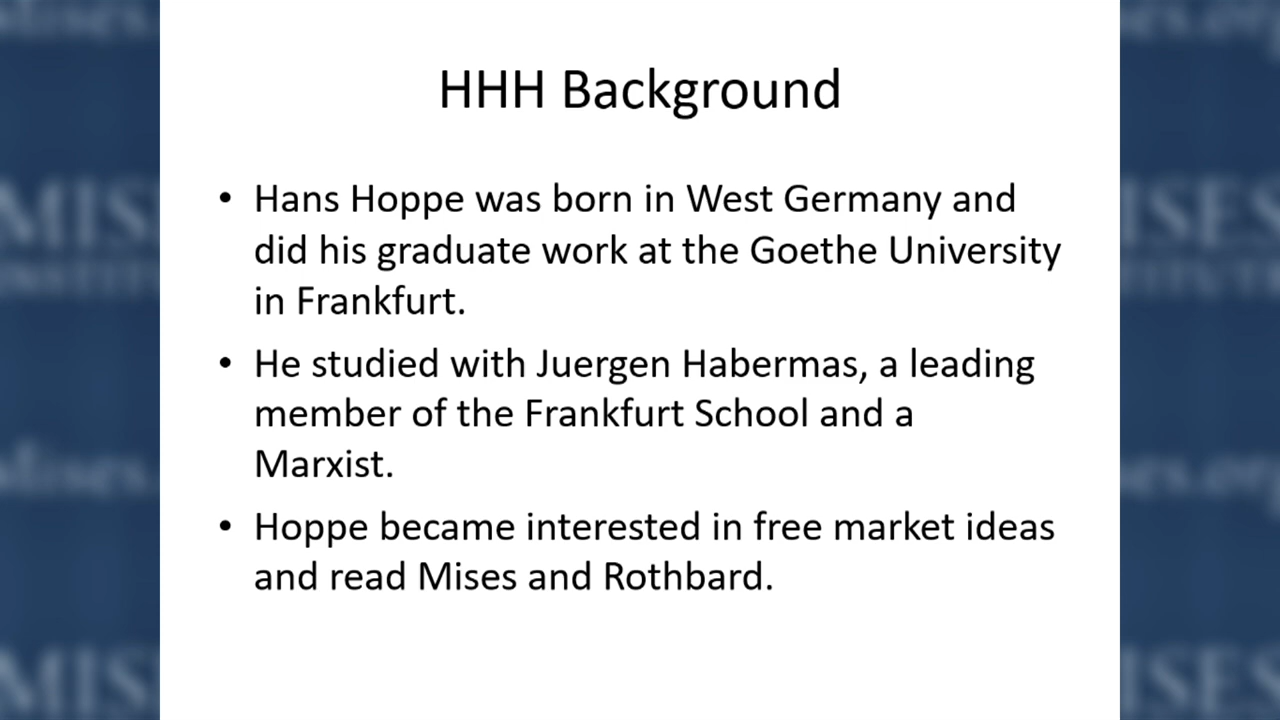 HHH Background
• Hans Hoppe was born in West Germany and
did his graduate work at the Goethe University
in Frankfurt.
• He studied with Juergen Habermas, a leading
member of the Frankfurt School and a
Marxist.
• Hoppe became interested in free market ideas
and read Mises and Rothbard.